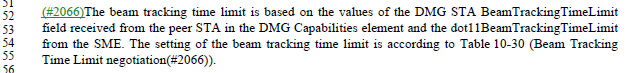 51
52 (#2066)The beam tracking time limit is based on the values of the DMG STA BeamTrackingTimeLimit
53 field received from the peer STA in the DMG Capabilities element and the dot11BeamTrackingTimeLimit
54 from the SME. The setting of the beam tracking time limit is according to Table 10-30 (Beam Tracking
55 Time Limit negotiation(#2066)).
56